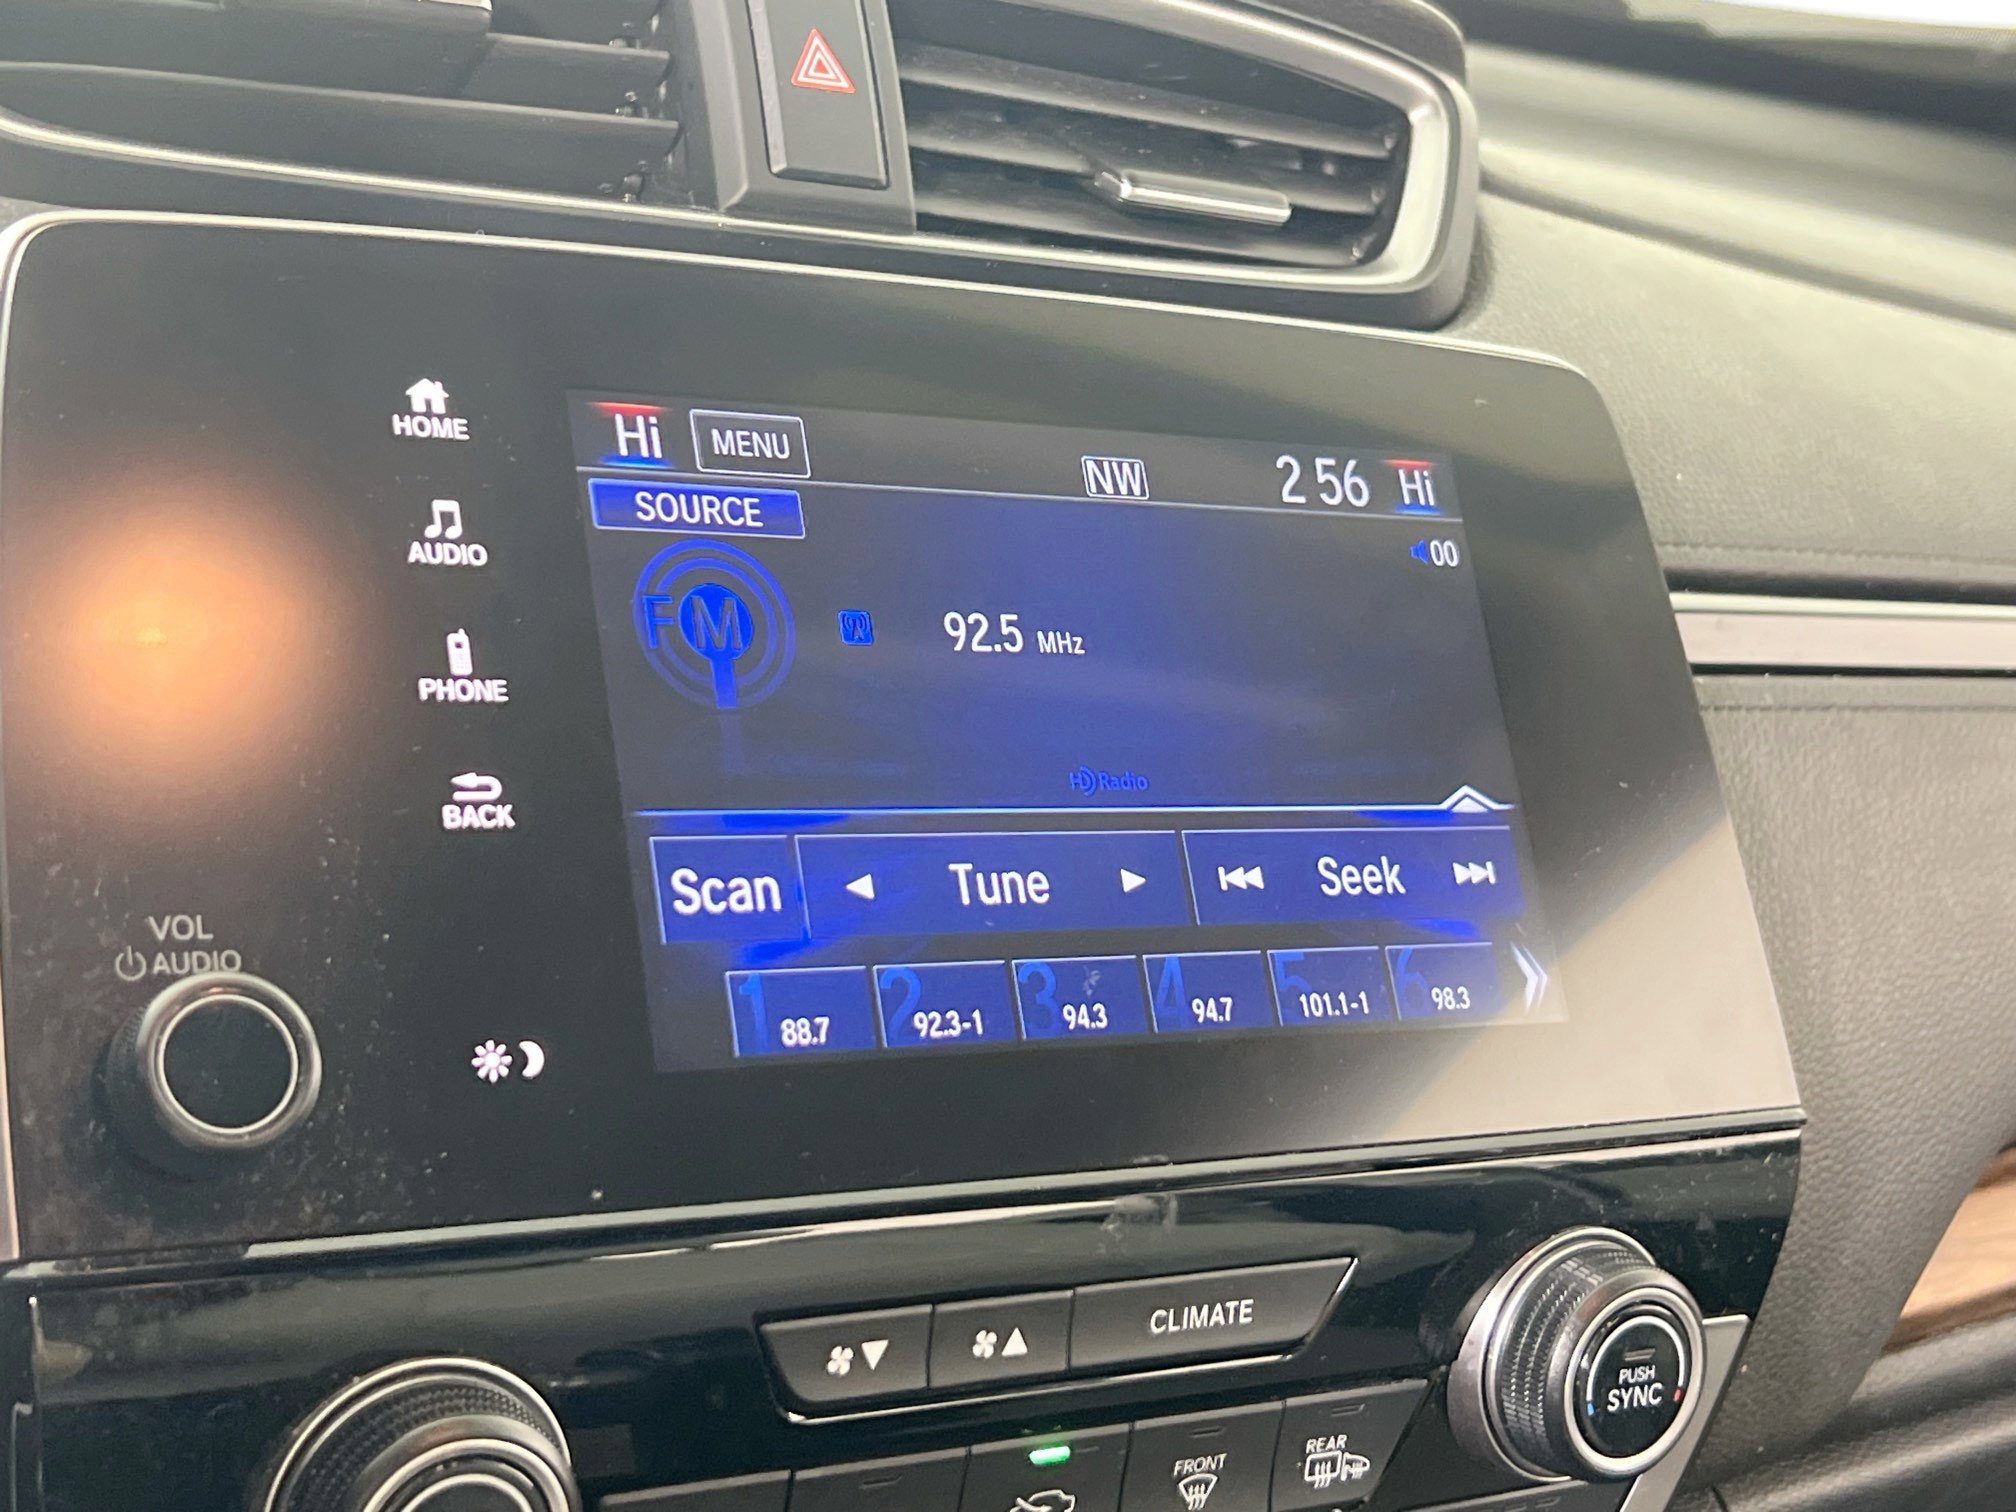 HOME
AUDIO
PHONE
BACK
VOL
AUDIO
Hi MENU NW 2 56 Hi
SOURCE
00
FM 92.5 MHz
HD Radio
Scan Tune Seek
1 88.7 2 92.3-1 3 94.3 4 94.7 5 101.1-1 6 98.3
CLIMATE
PUSH
SYNC
FRONT
REAR